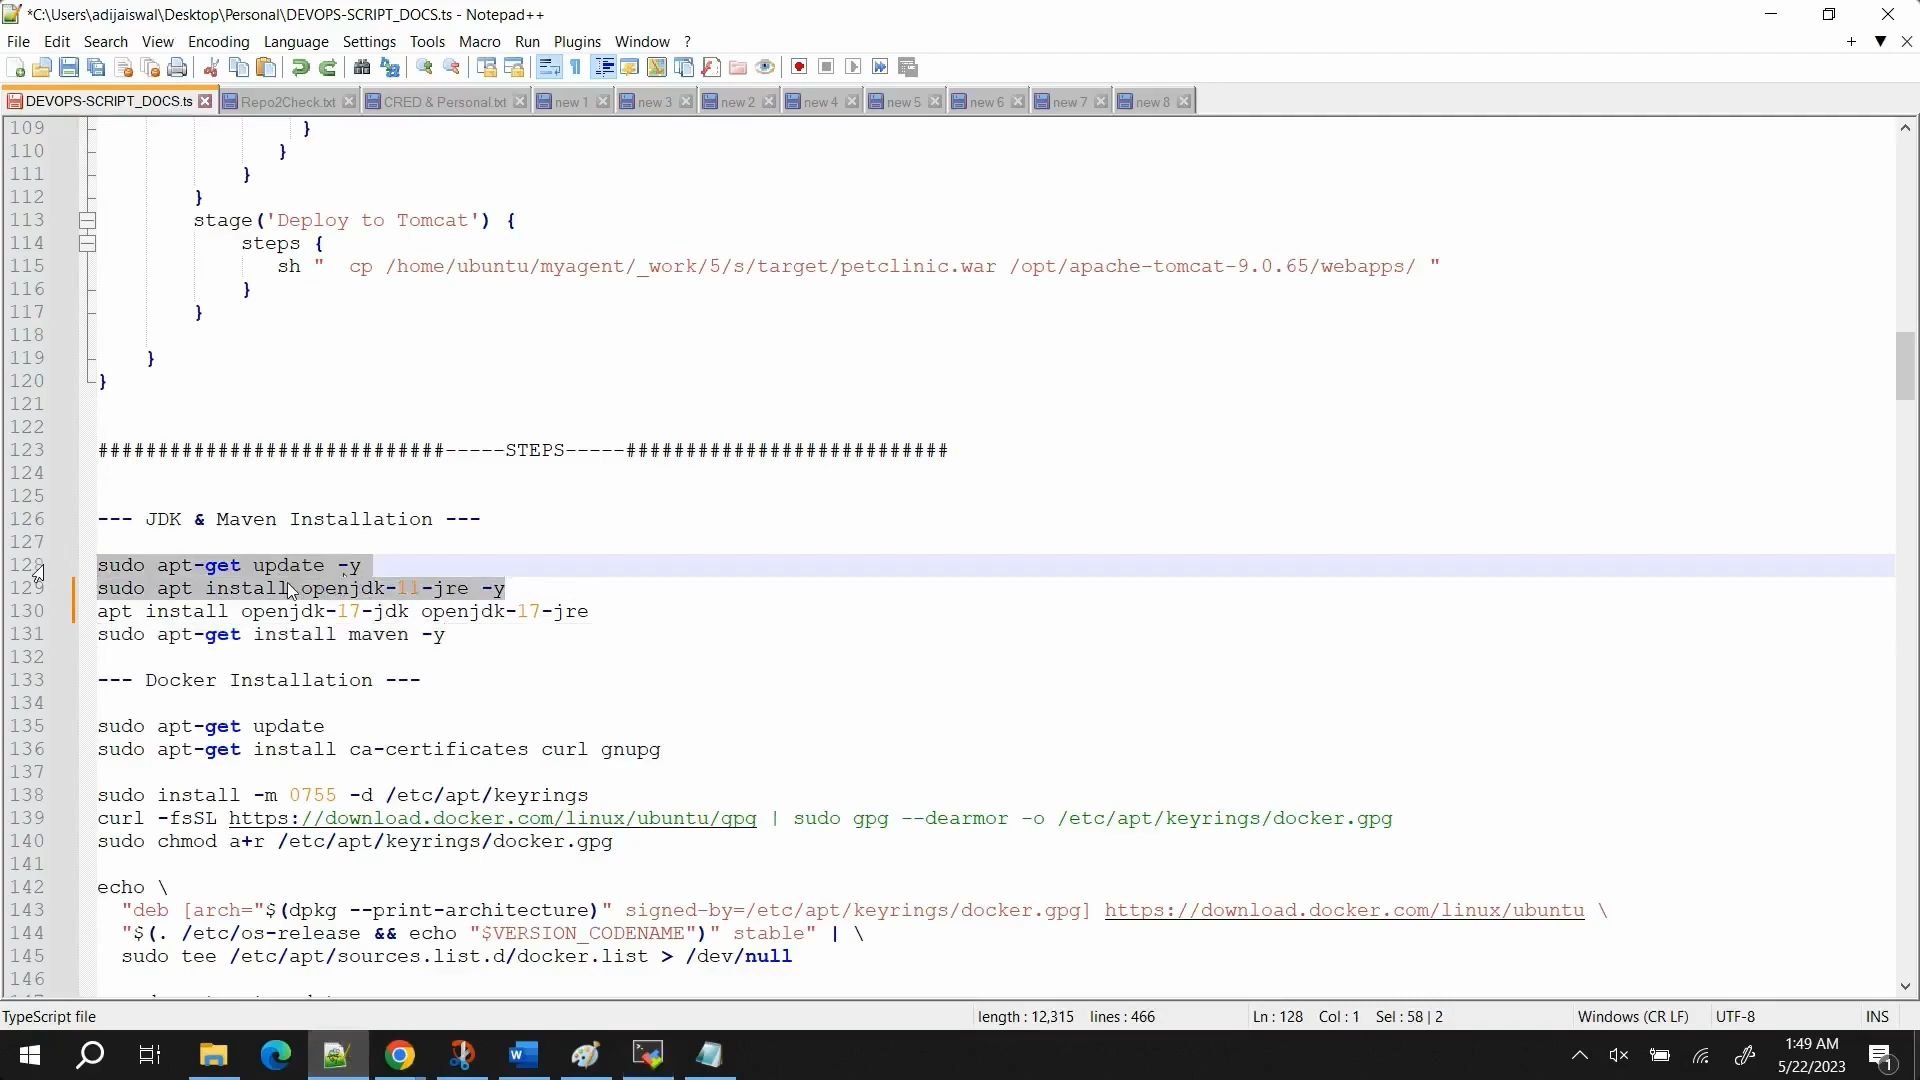 *C:\Users\adijaiswal\Desktop\Personal\DEVOPS-SCRIPT_DOCS.ts - Notepad++
File Edit Search View Encoding Language Settings Tools Macro Run Plugins Window ?
DEVOPS-SCRIPT_DOCS.ts Repo2Check.txt CRED & Personal.txt new 1 new 3 new 2 new 4 new 5 new 6 new 7 new 8
109 }
110 }
111 }
112 }
113 stage('Deploy to Tomcat') {
114 steps {
115 sh "  cp /home/ubuntu/myagent/_work/5/s/target/petclinic.war /opt/apache-tomcat-9.0.65/webapps/ "
116 }
117 }
118
119 }
120 }
121
122
123 #############################-----STEPS-----###########################
124
125
126 --- JDK & Maven Installation ---
127
128 sudo apt-get update -y
129 sudo apt install openjdk-11-jre -y
130 apt install openjdk-17-jdk openjdk-17-jre
131 sudo apt-get install maven -y
132
133 --- Docker Installation ---
134
135 sudo apt-get update
136 sudo apt-get install ca-certificates curl gnupg
137
138 sudo install -m 0755 -d /etc/apt/keyrings
139 curl -fsSL https://download.docker.com/linux/ubuntu/gpg | sudo gpg --dearmor -o /etc/apt/keyrings/docker.gpg
140 sudo chmod a+r /etc/apt/keyrings/docker.gpg
141
142 echo \
143 "deb [arch="$(dpkg --print-architecture)" signed-by=/etc/apt/keyrings/docker.gpg] https://download.docker.com/linux/ubuntu \
144 "$(. /etc/os-release && echo "$VERSION_CODENAME")" stable" | \
145 sudo tee /etc/apt/sources.list.d/docker.list > /dev/null
146
TypeScript file length : 12,315 lines : 466 Ln : 128 Col : 1 Sel : 58 | 2 Windows (CR LF) UTF-8 INS
1:49 AM
5/22/2023
1